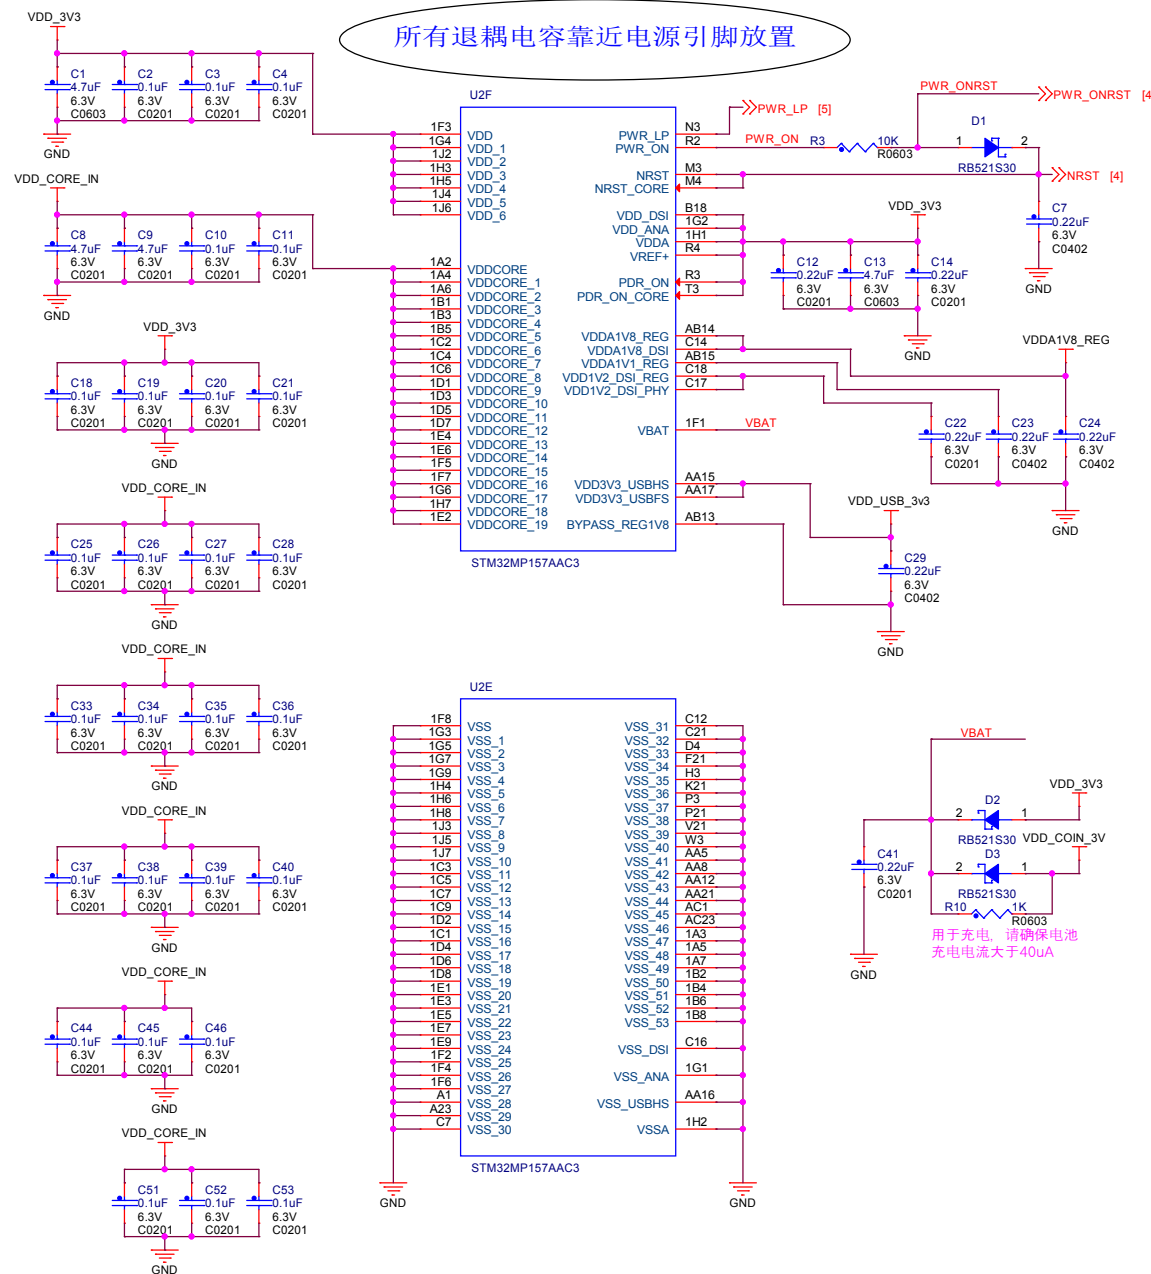 所有退耦电容靠近电源引脚放置
VDD_3V3
C1 4.7uF 6.3V C0603
C2 0.1uF 6.3V C0201
C3 0.1uF 6.3V C0201
C4 0.1uF 6.3V C0201
GND
VDD_CORE_IN
C8 4.7uF 6.3V C0201
C9 4.7uF 6.3V C0201
C10 0.1uF 6.3V C0201
C11 0.1uF 6.3V C0201
GND
VDD_3V3
C18 0.1uF 6.3V C0201
C19 0.1uF 6.3V C0201
C20 0.1uF 6.3V C0201
C21 0.1uF 6.3V C0201
GND
VDD_CORE_IN
C25 0.1uF 6.3V C0201
C26 0.1uF 6.3V C0201
C27 0.1uF 6.3V C0201
C28 0.1uF 6.3V C0201
GND
VDD_CORE_IN
C33 0.1uF 6.3V C0201
C34 0.1uF 6.3V C0201
C35 0.1uF 6.3V C0201
C36 0.1uF 6.3V C0201
GND
VDD_CORE_IN
C37 0.1uF 6.3V C0201
C38 0.1uF 6.3V C0201
C39 0.1uF 6.3V C0201
C40 0.1uF 6.3V C0201
GND
VDD_CORE_IN
C44 0.1uF 6.3V C0201
C45 0.1uF 6.3V C0201
C46 0.1uF 6.3V C0201
GND
VDD_CORE_IN
C51 0.1uF 6.3V C0201
C52 0.1uF 6.3V C0201
C53 0.1uF 6.3V C0201
GND
U2F
1F3 VDD
1G4 VDD_1
1J2 VDD_2
1H3 VDD_3
1H5 VDD_4
1J4 VDD_5
1J6 VDD_6
1A2 VDDCORE
1A4 VDDCORE_1
1A6 VDDCORE_2
1B1 VDDCORE_3
1B3 VDDCORE_4
1B5 VDDCORE_5
1C2 VDDCORE_6
1C4 VDDCORE_7
1C6 VDDCORE_8
1D1 VDDCORE_9
1D3 VDDCORE_10
1D5 VDDCORE_11
1D7 VDDCORE_12
1E4 VDDCORE_13
1E6 VDDCORE_14
1F5 VDDCORE_15
1F7 VDDCORE_16
1G6 VDDCORE_17
1H7 VDDCORE_18
1E2 VDDCORE_19
PWR_LP N3
PWR_ON R2
NRST M3
NRST_CORE M4
VDD_DSI B18
VDD_ANA 1G2
VDDA 1H1
VREF+ R4
PDR_ON R3
PDR_ON_CORE T3
VDDA1V8_REG AB14
VDDA1V8_DSI C14
VDDA1V1_REG AB15
VDD1V2_DSI_REG C18
VDD1V2_DSI_PHY C17
VBAT 1F1 VBAT
VDD3V3_USBHS AA15
VDD3V3_USBFS AA17
BYPASS_REG1V8 AB13
STM32MP157AAC3
PWR_LP [5]
PWR_ON R3 10K R0603
PWR_ONRST
PWR_ONRST [4
D1
1 2
RB521S30
NRST [4]
C7 0.22uF 6.3V C0402
GND
VDD_3V3
C12 0.22uF 6.3V C0201
C13 4.7uF 6.3V C0603
C14 0.22uF 6.3V C0201
GND
VDDA1V8_REG
C22 0.22uF 6.3V C0201
C23 0.22uF 6.3V C0402
C24 0.22uF 6.3V C0402
GND
VDD_USB_3v3
C29 0.22uF 6.3V C0402
GND
U2E
1F8 VSS
1G3 VSS_1
1G5 VSS_2
1G7 VSS_3
1G9 VSS_4
1H4 VSS_5
1H6 VSS_6
1H8 VSS_7
1J3 VSS_8
1J5 VSS_9
1J7 VSS_10
1C3 VSS_11
1C5 VSS_12
1C7 VSS_13
1C9 VSS_14
1D2 VSS_15
1C1 VSS_16
1D4 VSS_17
1D6 VSS_18
1D8 VSS_19
1E1 VSS_20
1E3 VSS_21
1E5 VSS_22
1E7 VSS_23
1E9 VSS_24
1F2 VSS_25
1F4 VSS_26
1F6 VSS_27
A1 VSS_28
A23 VSS_29
C7 VSS_30
VSS_31 C12
VSS_32 C21
VSS_33 D4
VSS_34 F21
VSS_35 H3
VSS_36 K21
VSS_37 P3
VSS_38 P21
VSS_39 V21
VSS_40 W3
VSS_41 AA5
VSS_42 AA8
VSS_43 AA12
VSS_44 AA21
VSS_45 AC1
VSS_46 AC23
VSS_47 1A3
VSS_48 1A5
VSS_49 1A7
VSS_50 1B2
VSS_51 1B4
VSS_52 1B6
VSS_53 1B8
VSS_DSI C16
VSS_ANA 1G1
VSS_USBHS AA16
VSSA 1H2
STM32MP157AAC3
GND
GND
VBAT
VDD_3V3
D2
2 1
RB521S30
VDD_COIN_3V
D3
2 1
RB521S30
R10 1K R0603
C41 0.22uF 6.3V C0201
GND
用于充电, 请确保电池
充电电流大于40uA